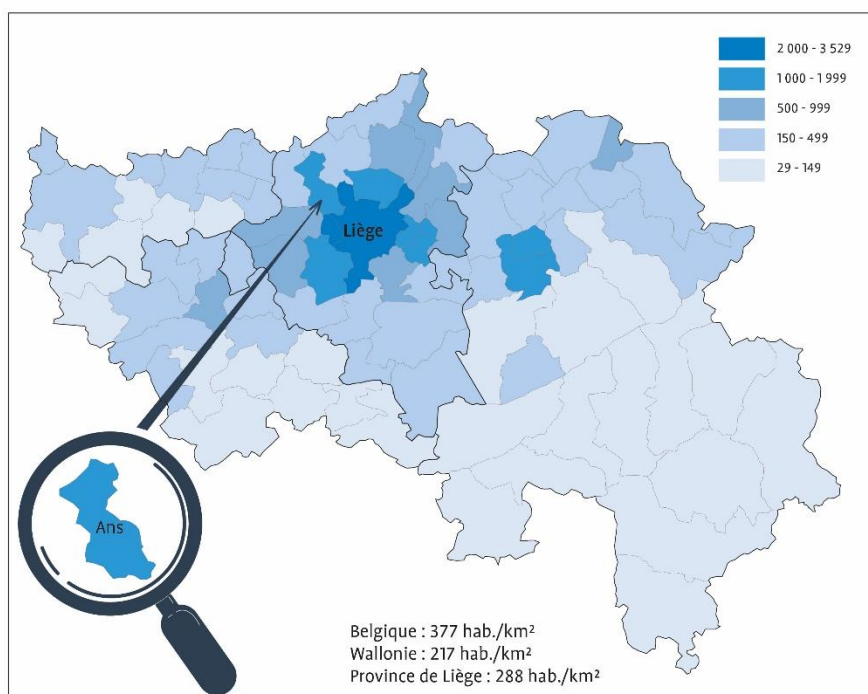 2 000 - 3 529
1 000 - 1 999
500 - 999
150 - 499
29 - 149
Liège
Ans
Belgique : 377 hab./km²
Wallonie : 217 hab./km²
Province de Liège : 288 hab./km²